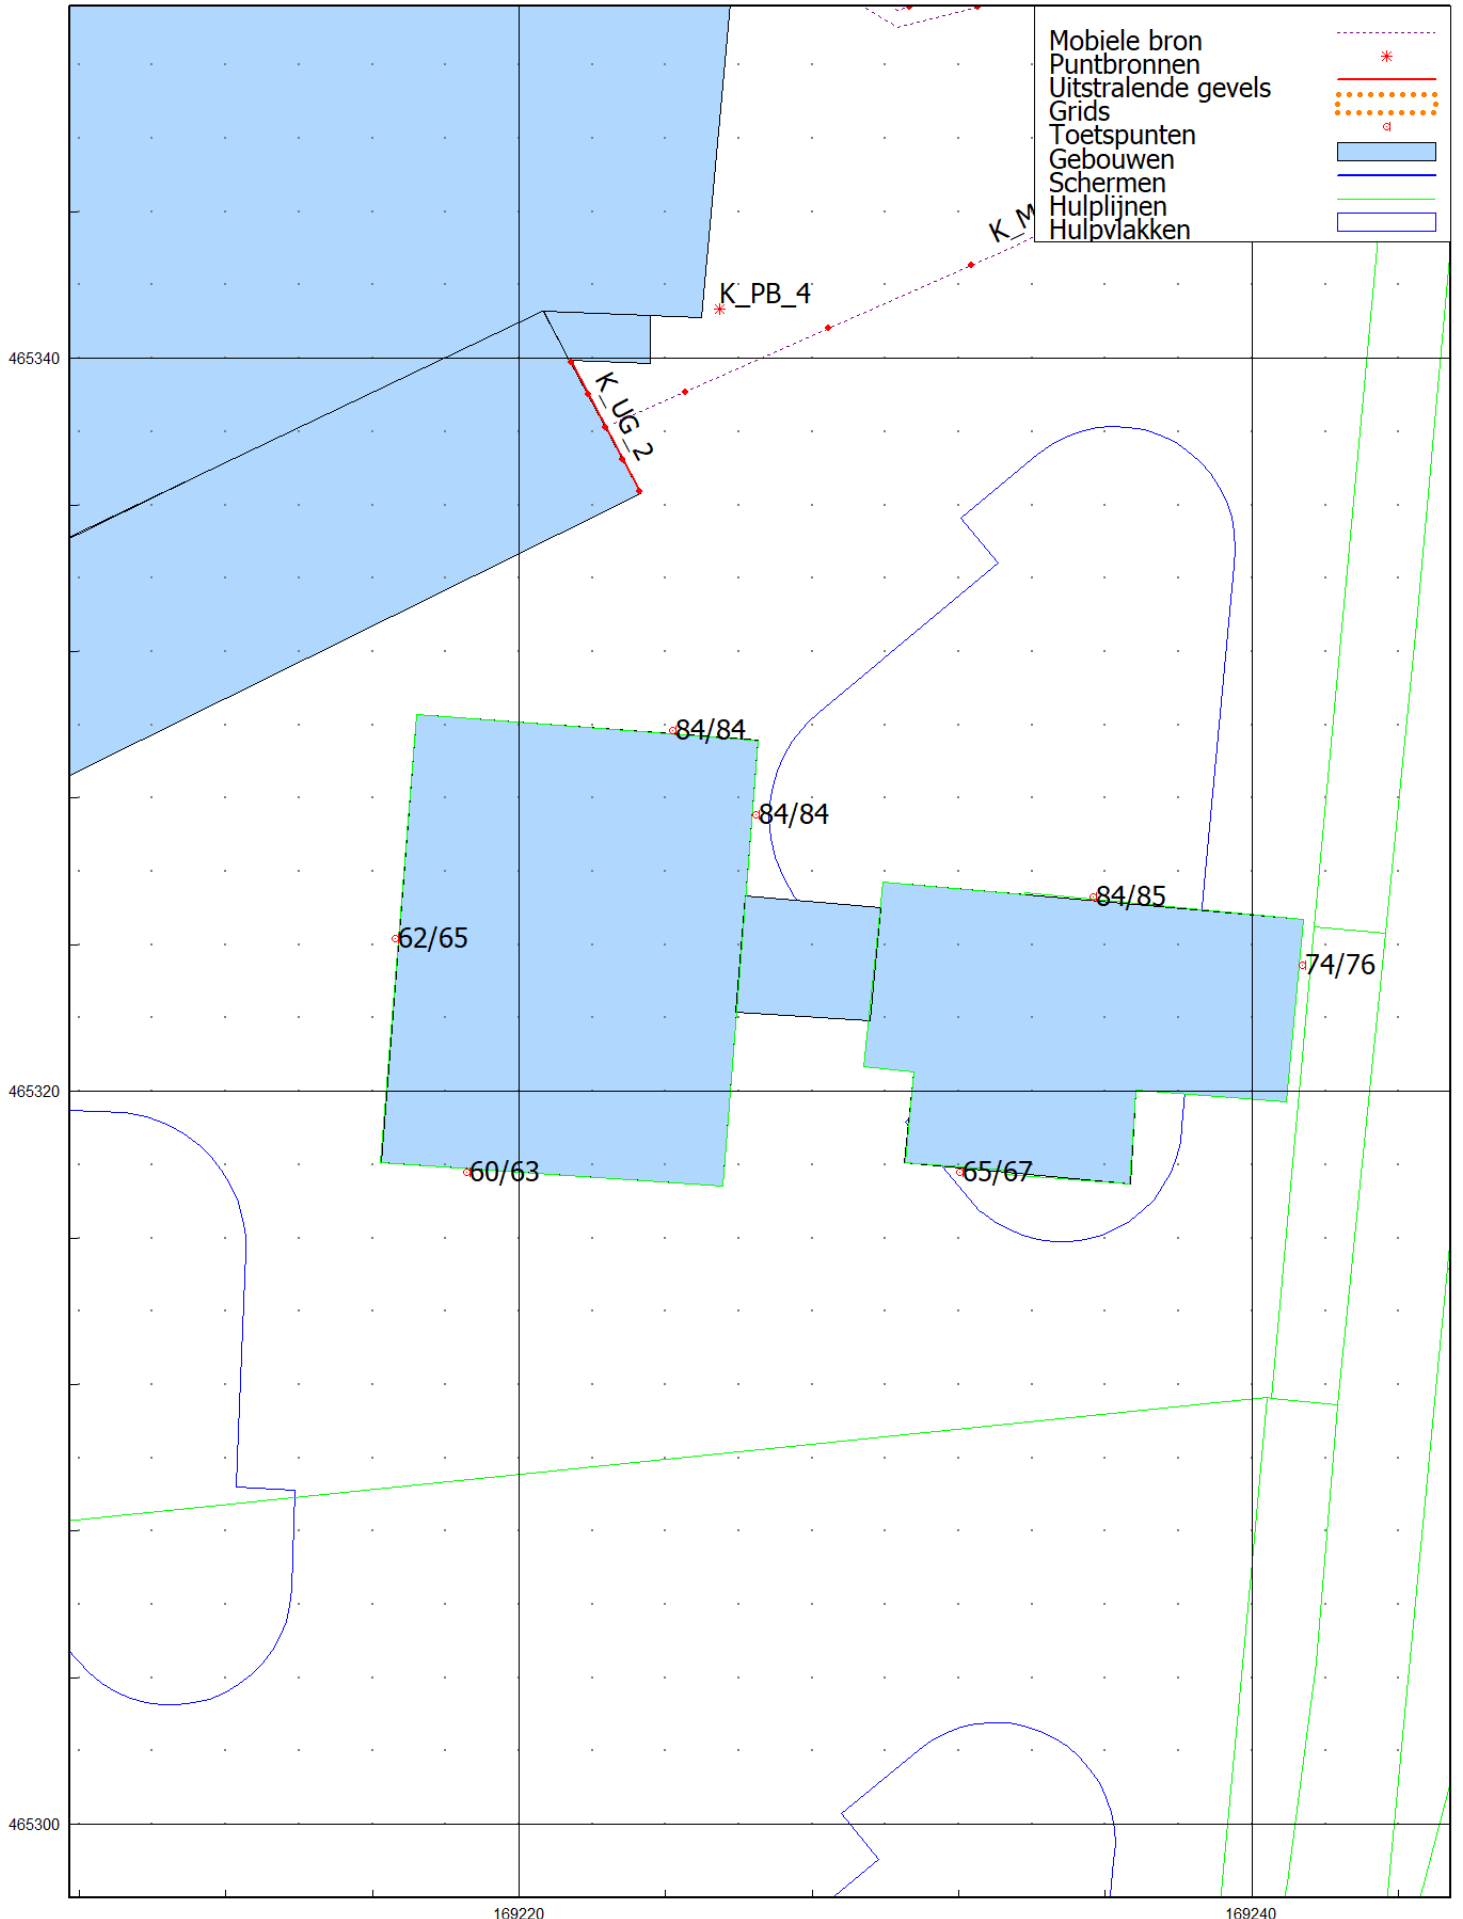 Mobiele bron
Puntbronnen
Uitstralende gevels
Grids
Toetspunten
Gebouwen
Schermen
Hulplijnen
Hulpvlakken
K_M
K_PB_4
465340
K_UG_2
84/84
84/84
84/85
62/65
74/76
465320
60/63
65/67
465300
169220
169240